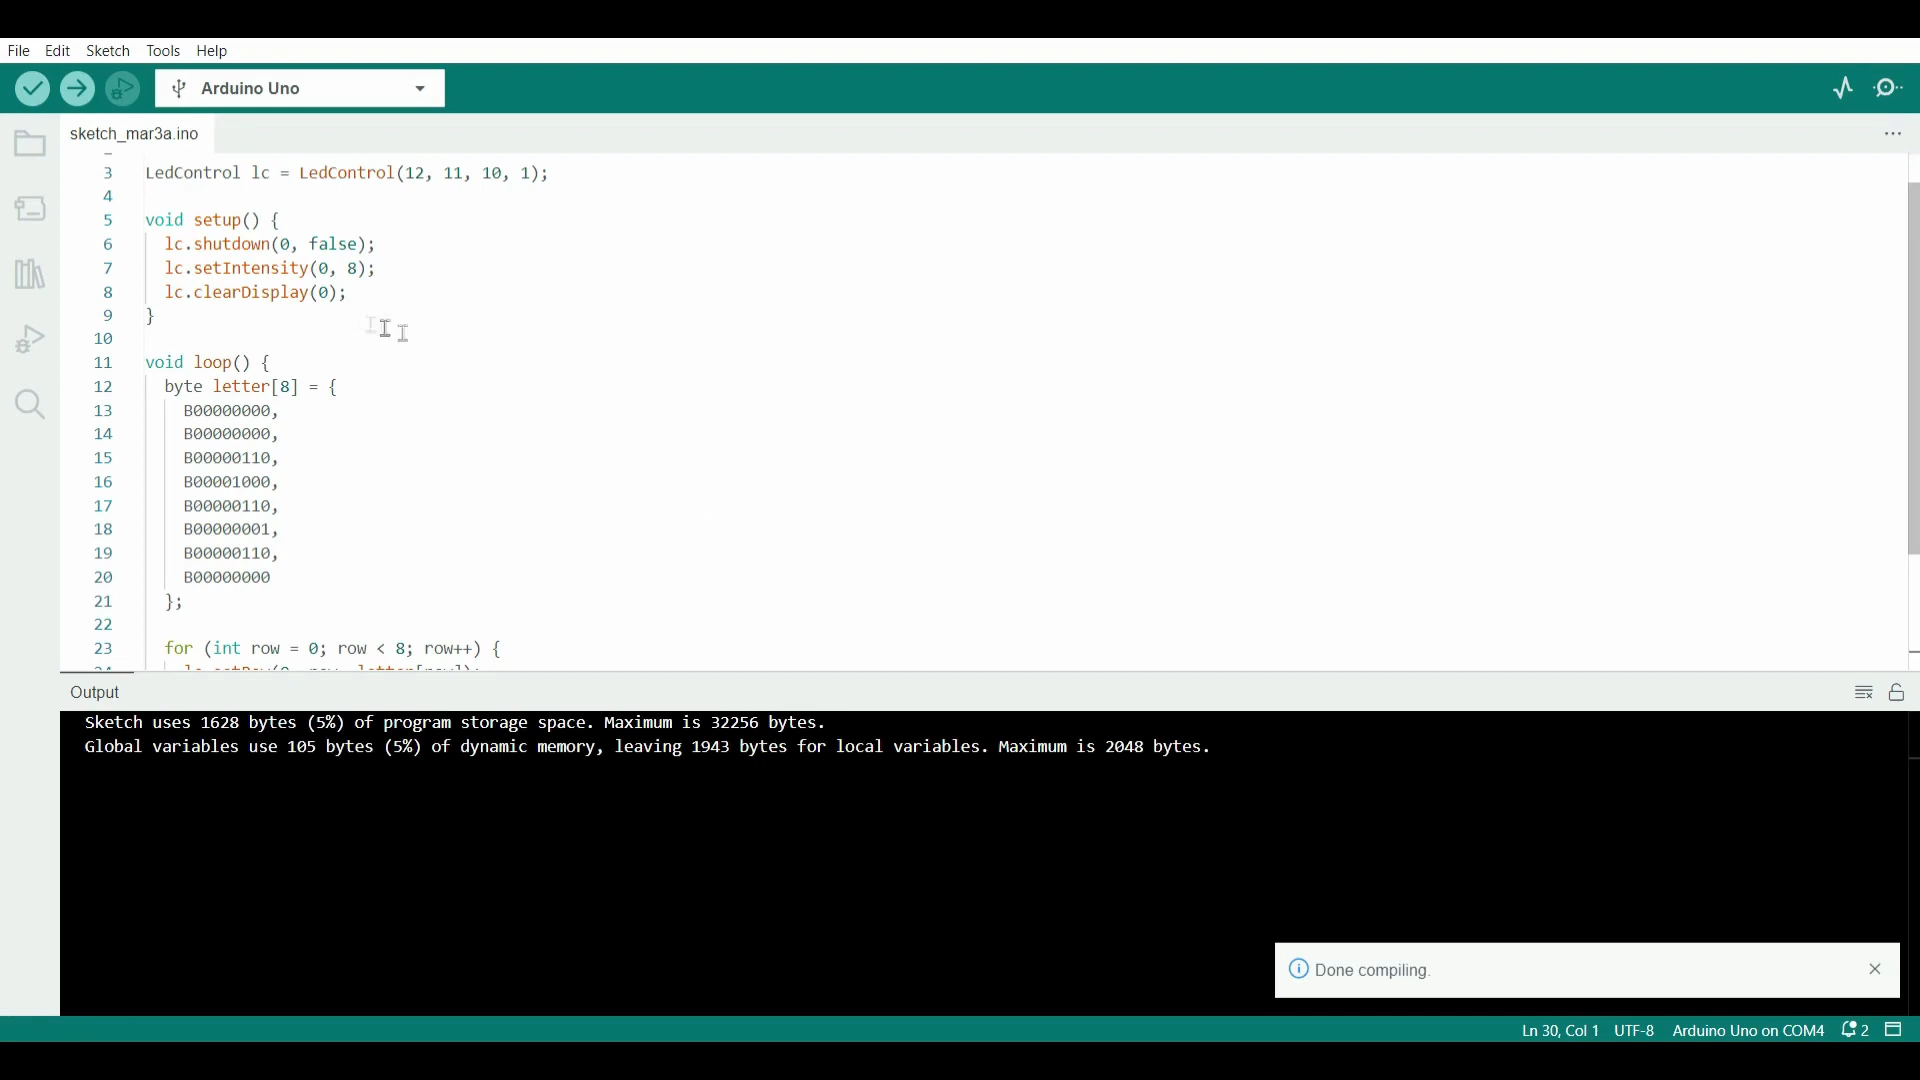 File Edit Sketch Tools Help
Arduino Uno
sketch_mar3a.ino
3 LedControl lc = LedControl(12, 11, 10, 1);
4
5 void setup() {
6 lc.shutdown(0, false);
7 lc.setIntensity(0, 8);
8 lc.clearDisplay(0);
9 }
10
11 void loop() {
12 byte letter[8] = {
13 B00000000,
14 B00000000,
15 B00000110,
16 B00001000,
17 B00000110,
18 B00000001,
19 B00000110,
20 B00000000
21 };
22
23 for (int row = 0; row < 8; row++) {
Output
Sketch uses 1628 bytes (5%) of program storage space. Maximum is 32256 bytes.
Global variables use 105 bytes (5%) of dynamic memory, leaving 1943 bytes for local variables. Maximum is 2048 bytes.
Done compiling.
Ln 30, Col 1 UTF-8 Arduino Uno on COM4 2